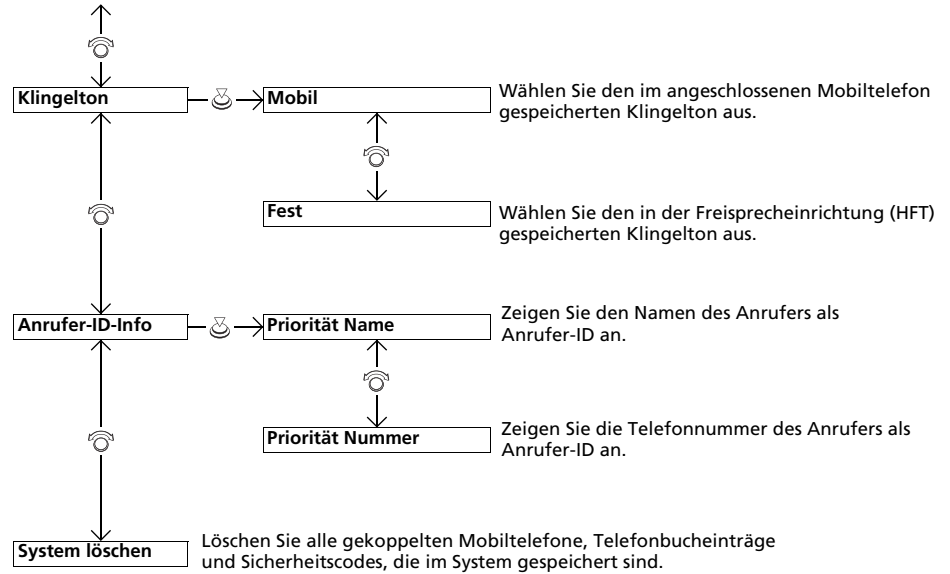 Klingelton
Mobil
Wählen Sie den im angeschlossenen Mobiltelefon
gespeicherten Klingelton aus.
Fest
Wählen Sie den in der Freisprecheinrichtung (HFT)
gespeicherten Klingelton aus.
Anrufer-ID-Info
Priorität Name
Zeigen Sie den Namen des Anrufers als
Anrufer-ID an.
Priorität Nummer
Zeigen Sie die Telefonnummer des Anrufers als
Anrufer-ID an.
System löschen
Löschen Sie alle gekoppelten Mobiltelefone, Telefonbucheinträge
und Sicherheitscodes, die im System gespeichert sind.